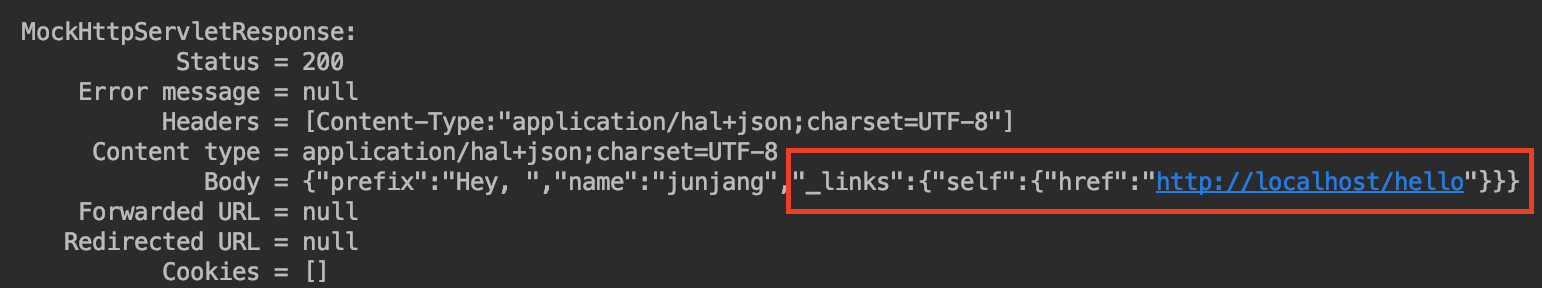 MockHttpServletResponse:
Status = 200
Error message = null
Headers = [Content-Type:"application/hal+json;charset=UTF-8"]
Content type = application/hal+json;charset=UTF-8
Body = {"prefix":"Hey, ","name":"junjang","_links":{"self":{"href":"http://localhost/hello"}}}
Forwarded URL = null
Redirected URL = null
Cookies = []